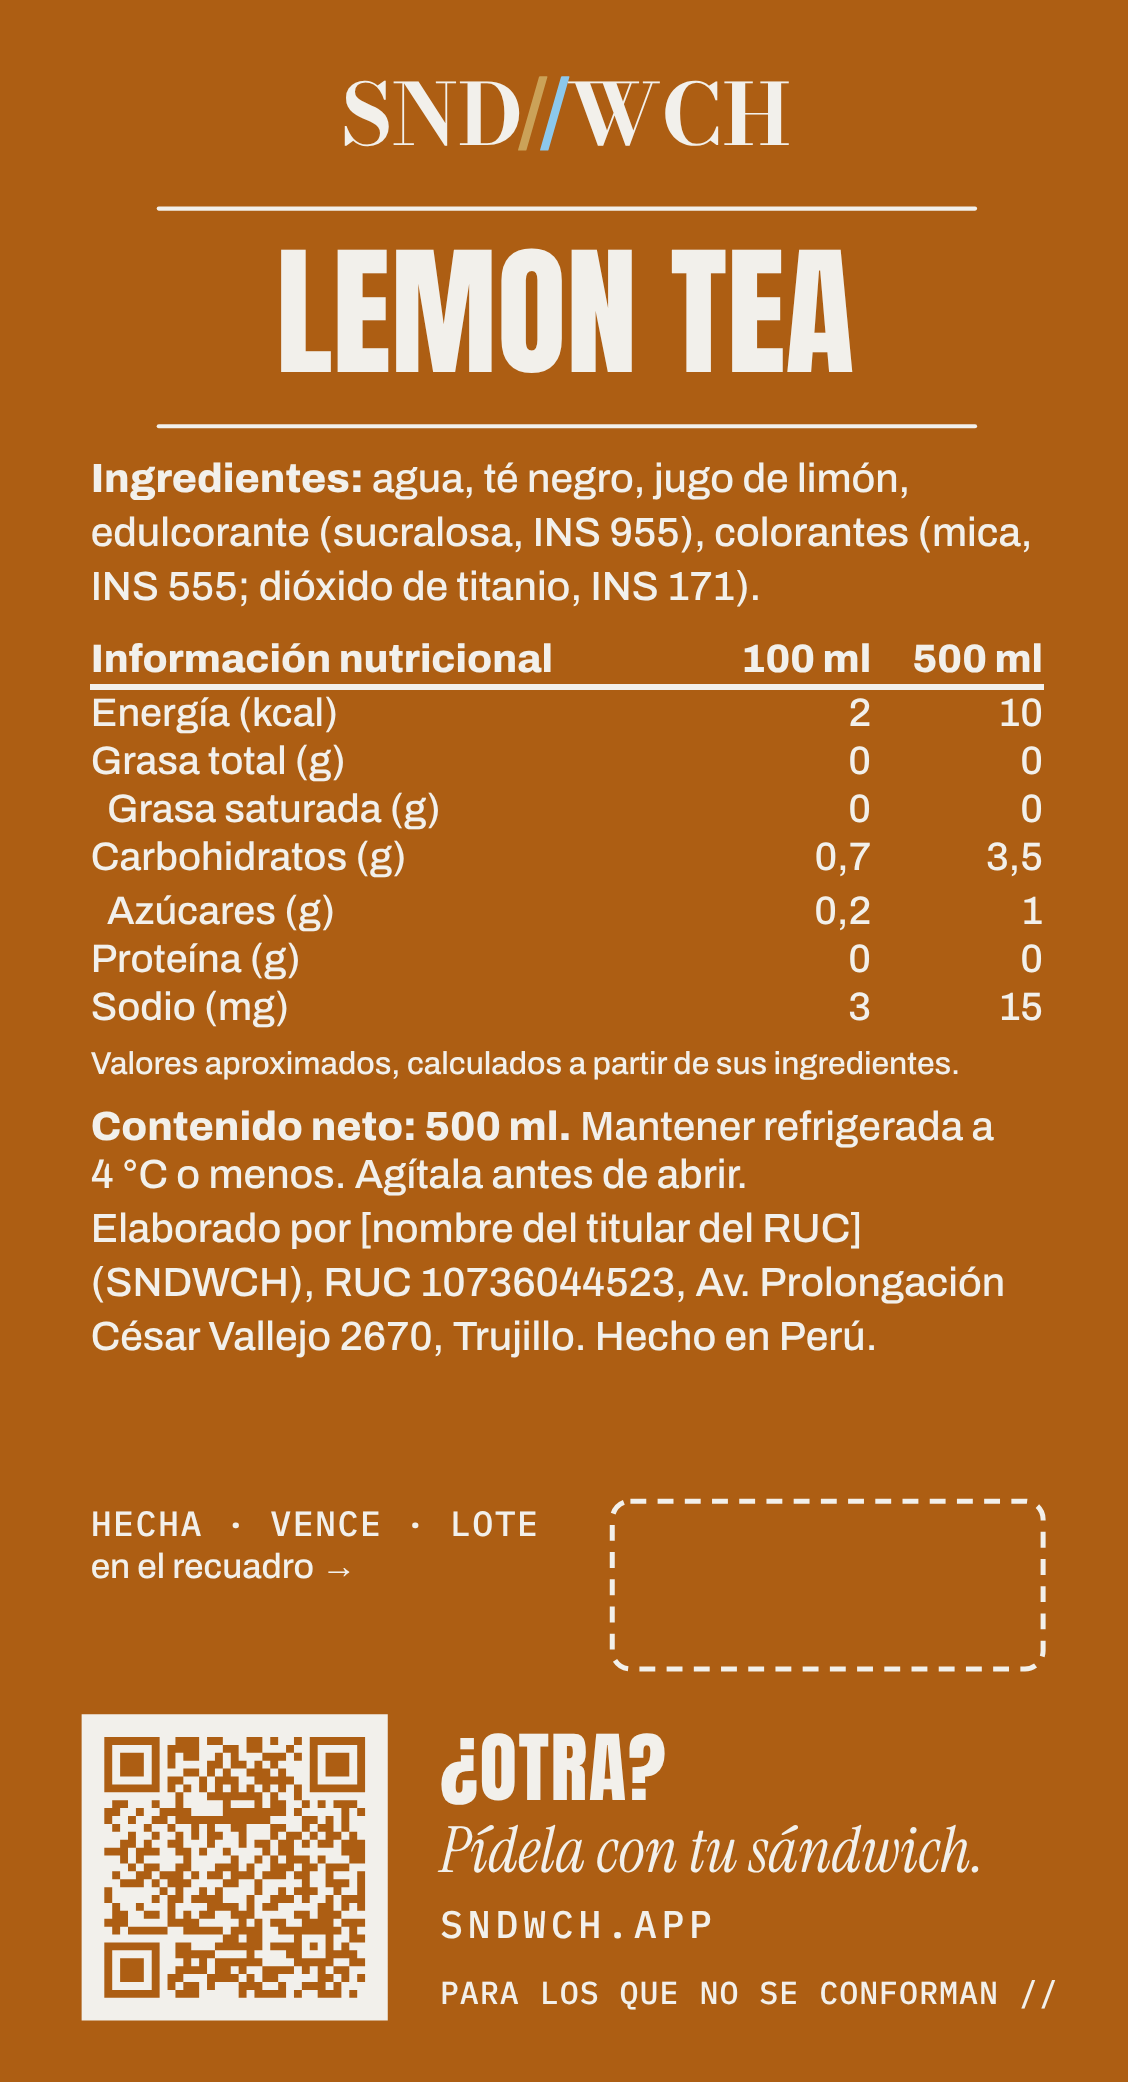 SND//WCH
LEMON TEA
Ingredientes: agua, té negro, jugo de limón,
edulcorante (sucralosa, INS 955), colorantes (mica,
INS 555; dióxido de titanio, INS 171).
Información nutricional 100 ml 500 ml
Energía (kcal) 2 10
Grasa total (g) 0 0
Grasa saturada (g) 0 0
Carbohidratos (g) 0,7 3,5
Azúcares (g) 0,2 1
Proteína (g) 0 0
Sodio (mg) 3 15
Valores aproximados, calculados a partir de sus ingredientes.
Contenido neto: 500 ml. Mantener refrigerada a
4 °C o menos. Agítala antes de abrir.
Elaborado por [nombre del titular del RUC]
(SNDWCH), RUC 10736044523, Av. Prolongación
César Vallejo 2670, Trujillo. Hecho en Perú.
HECHA · VENCE · LOTE
en el recuadro →
¿OTRA?
Pídela con tu sándwich.
SNDWCH.APP
PARA LOS QUE NO SE CONFORMAN //